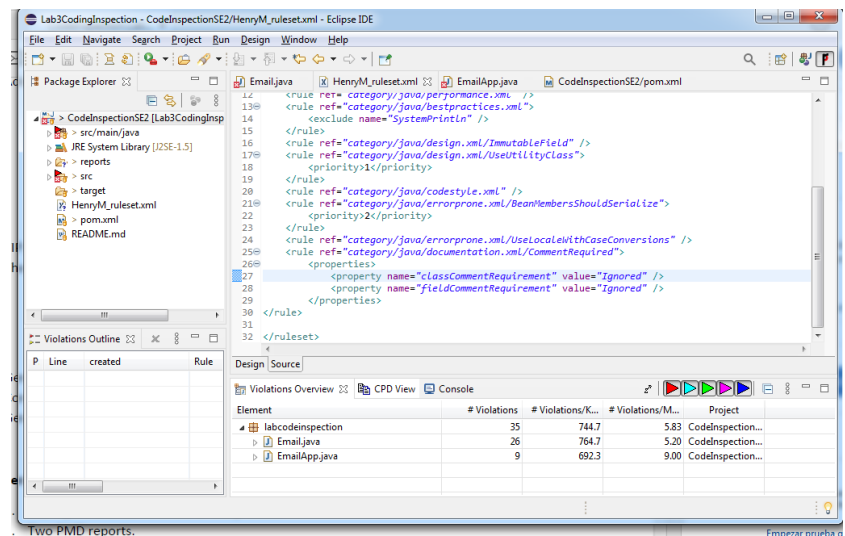 Lab3CodingInspection - CodeInspectionSE2/HenryM_ruleset.xml - Eclipse IDE
File Edit Navigate Search Project Run Design Window Help
Package Explorer
> CodeInspectionSE2 [Lab3CodingInsp
> src/main/java
JRE System Library [J2SE-1.5]
> reports
> src
> target
HenryM_ruleset.xml
> pom.xml
README.md
Email.java HenryM_ruleset.xml EmailApp.java CodeInspectionSE2/pom.xml
12 <rule ref="category/java/performance.xml" />
13 <rule ref="category/java/bestpractices.xml">
14 <exclude name="SystemPrintln" />
15 </rule>
16 <rule ref="category/java/design.xml/ImmutableField" />
17 <rule ref="category/java/design.xml/UseUtilityClass">
18 <priority>1</priority>
19 </rule>
20 <rule ref="category/java/codestyle.xml" />
21 <rule ref="category/java/errorprone.xml/BeanMembersShouldSerialize">
22 <priority>2</priority>
23 </rule>
24 <rule ref="category/java/errorprone.xml/UseLocaleWithCaseConversions" />
25 <rule ref="category/java/documentation.xml/CommentRequired">
26 <properties>
27 <property name="classCommentRequirement" value="Ignored" />
28 <property name="fieldCommentRequirement" value="Ignored" />
29 </properties>
30 </rule>
31
32 </ruleset>
Design Source
Violations Outline
P Line created Rule
Violations Overview CPD View Console
Element # Violations # Violations/K... # Violations/M... Project
labcodeinspection 35 744.7 5.83 CodeInspection...
Email.java 26 764.7 5.20 CodeInspection...
EmailApp.java 9 692.3 9.00 CodeInspection...
Two PMD reports.
Empezar prueba